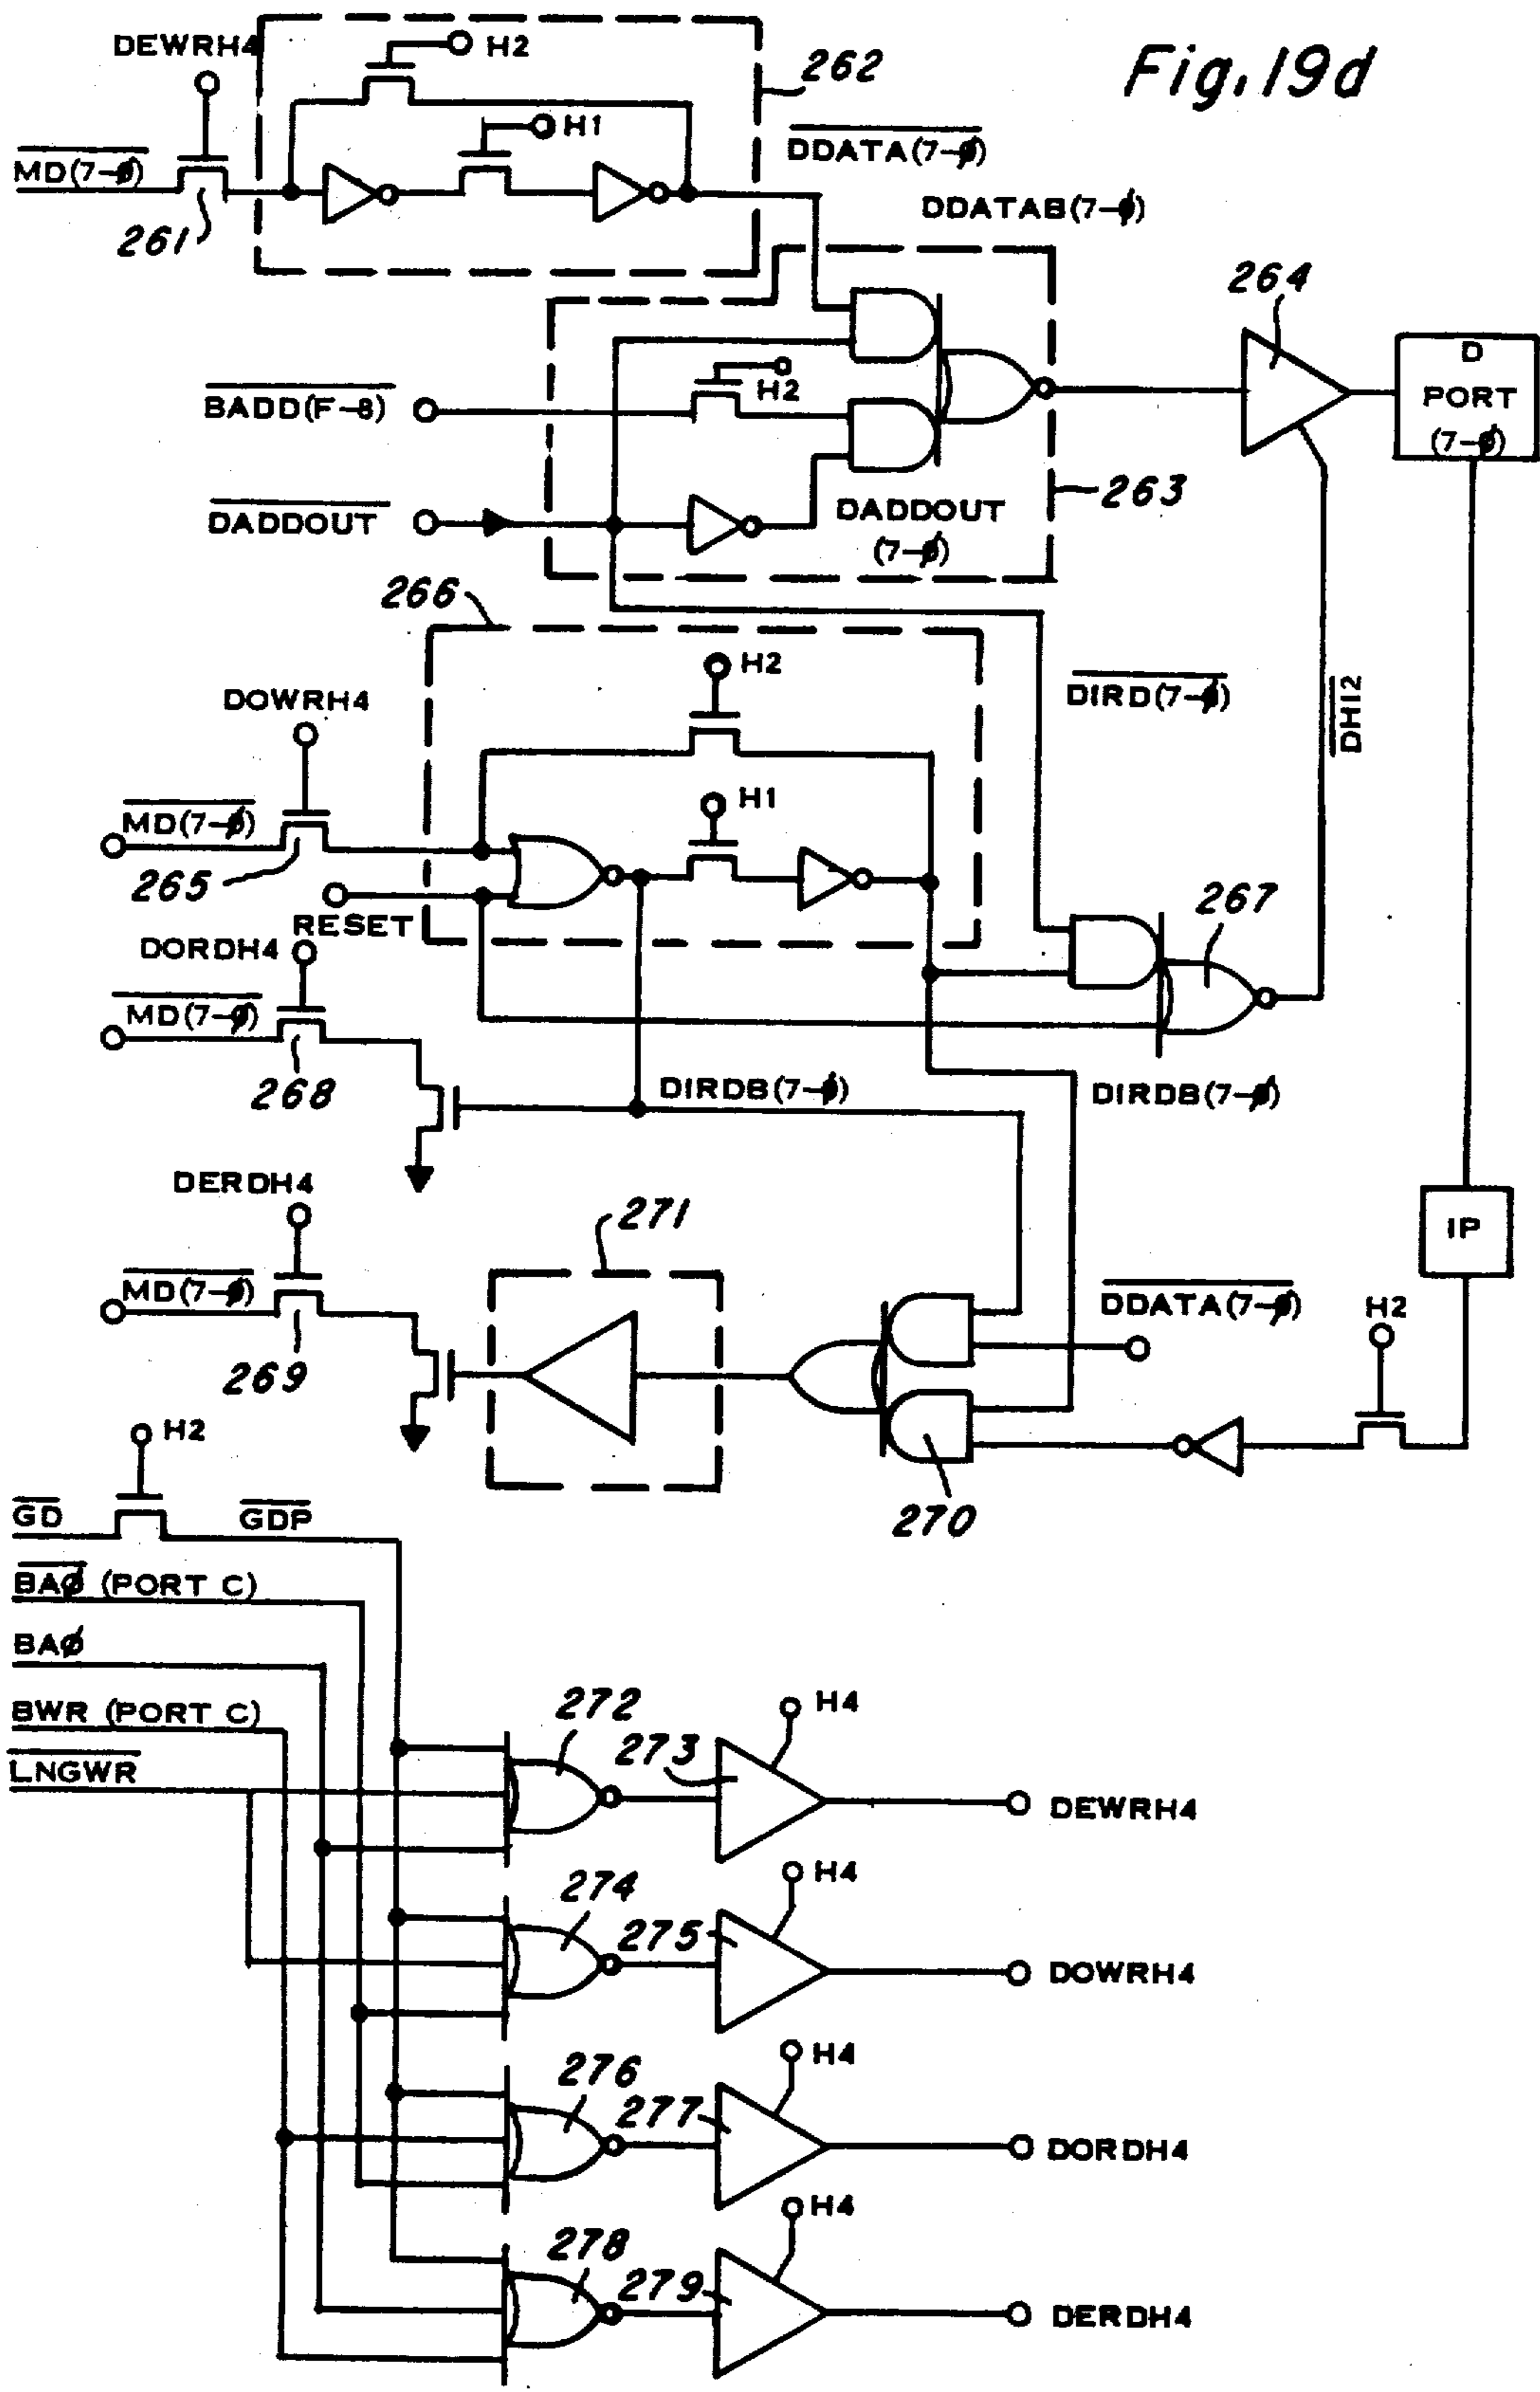 Fig. 19d
DEWRH4
H2
262
H1
MD(7-ø)
261
DDATA(7-ø)
DDATAB(7-ø)
264
D
PORT
(7-ø)
BADD(F-8)
H2
DADDOUT
DADDOUT
(7-ø)
263
266
H2
DIRD(7-ø)
DHI2
DOWRH4
MD(7-ø)
H1
265
RESET
267
DORDH4
MD(7-ø)
268
DIRDB(7-ø)
DIRDB(7-ø)
DERDH4
271
IP
MD(7-ø)
DDATA(7-ø)
H2
269
270
H2
GD
GDP
BAø (PORT C)
BAø
BWR (PORT C)
LNGWR
272
273
H4
DEWRH4
274
275
H4
DOWRH4
276
277
H4
DORDH4
278
279
H4
DERDH4